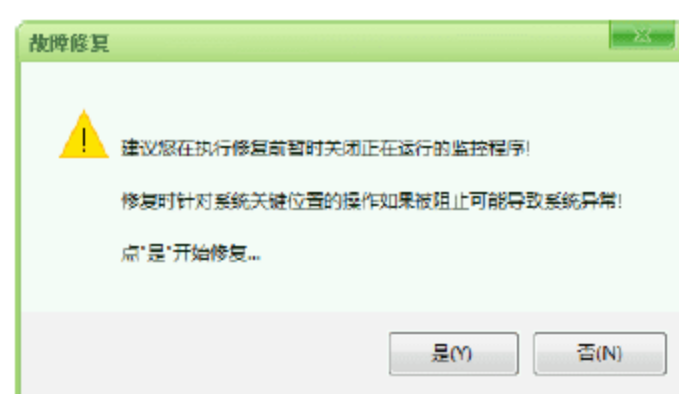 故障修复
建议您在执行修复前暂时关闭正在运行的监控程序!
修复时针对系统关键位置的操作如果被阻止可能导致系统异常!
点"是"开始修复...
是(Y)
否(N)